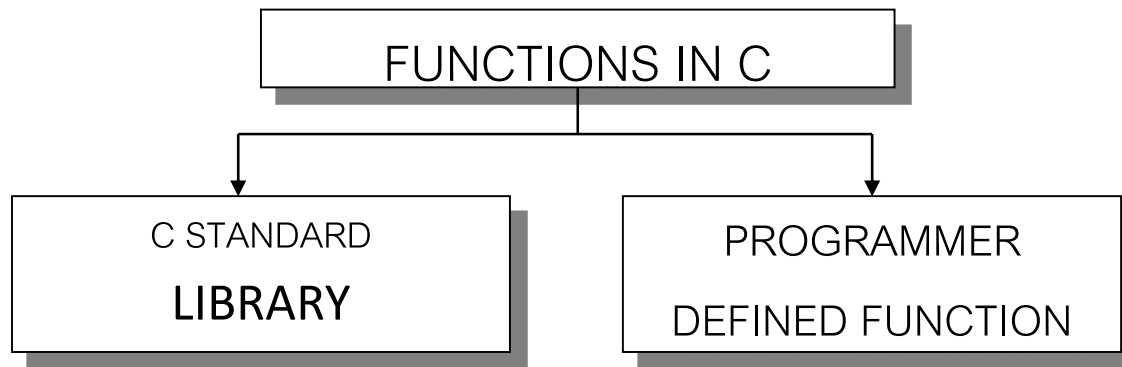 FUNCTIONS IN C
C STANDARD
LIBRARY
PROGRAMMER
DEFINED FUNCTION